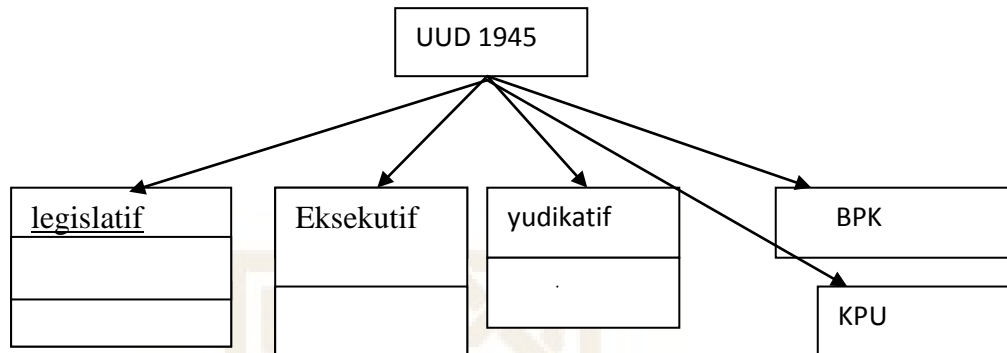 UUD 1945
legislatif
Eksekutif
yudikatif
BPK
KPU